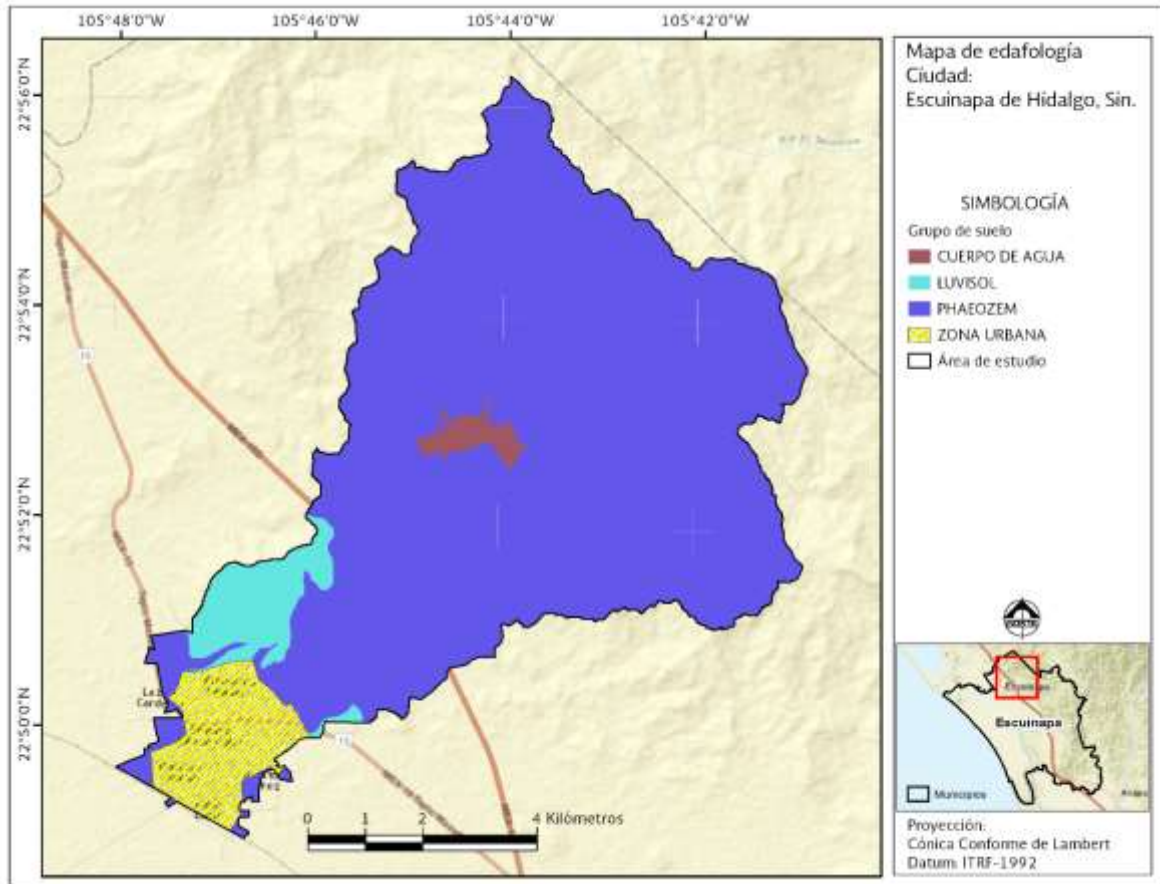 105°48'0"W
105°46'0"W
105°44'0"W
105°42'0"W
22°56'0"N
22°54'0"N
22°52'0"N
22°50'0"N
15
15
0
1
2
4 Kilómetros
Mapa de edafología
Ciudad:
Escuinapa de Hidalgo, Sin.
SIMBOLOGÍA
Grupo de suelo
CUERPO DE AGUA
LUVISOL
PHAEOZEM
ZONA URBANA
Área de estudio
NORTE
Escuinapa
Municipios
Proyección:
Cónica Conforme de Lambert
Datum: ITRF-1992